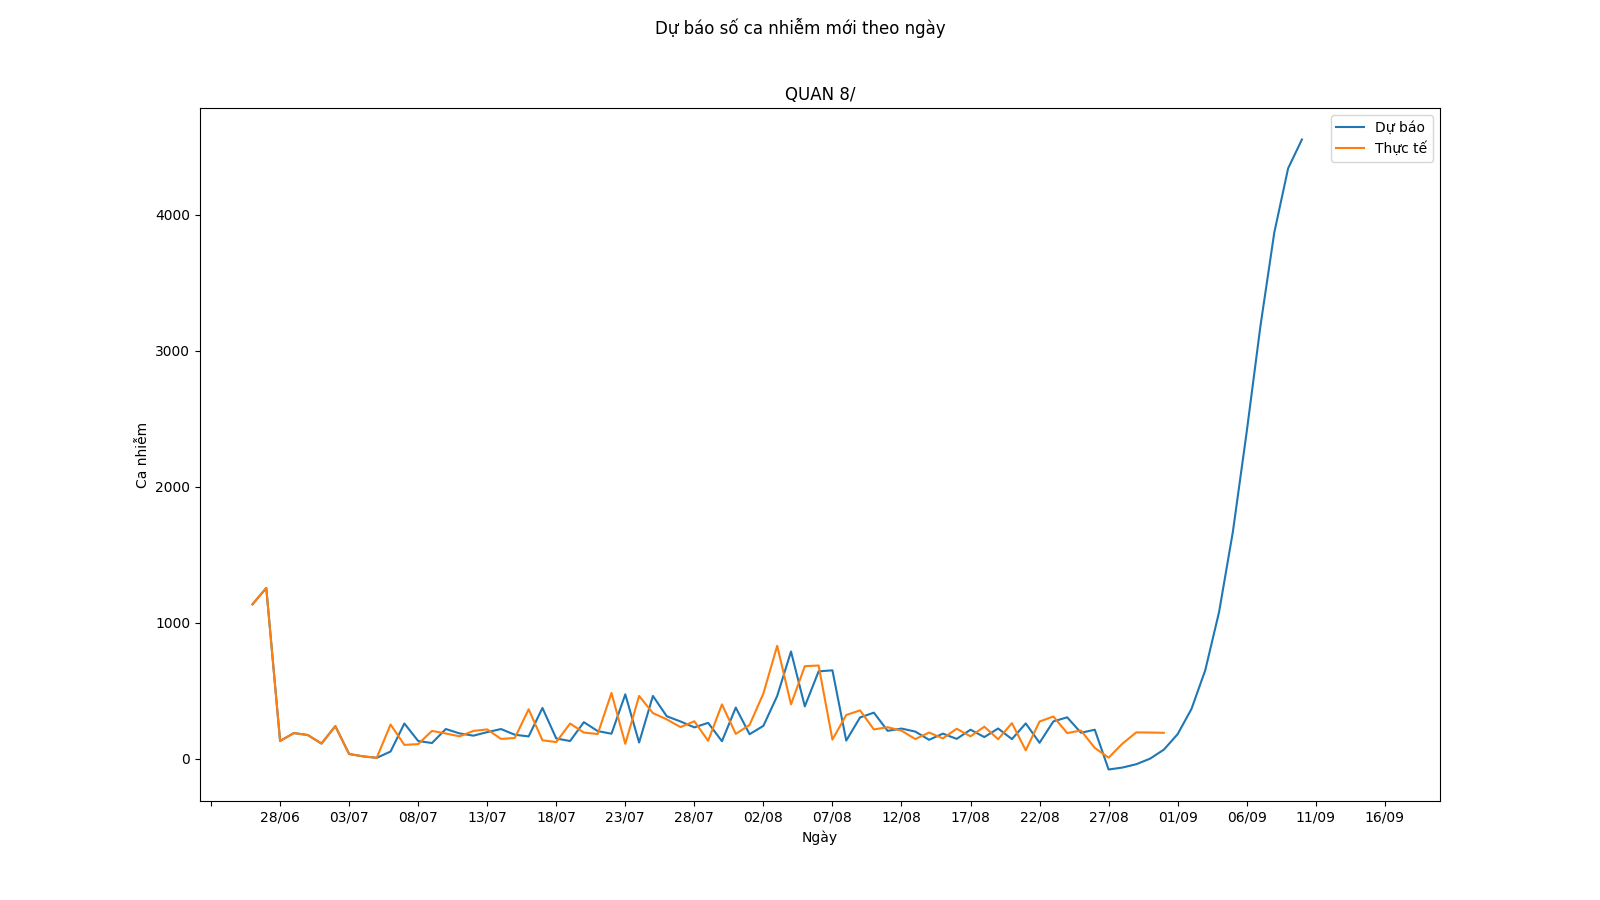 Dự báo số ca nhiễm mới theo ngày
QUAN 8/
Dự báo
Thực tế
4000
3000
2000
1000
0
Ca nhiễm
28/06 03/07 08/07 13/07 18/07 23/07 28/07 02/08 07/08 12/08 17/08 22/08 27/08 01/09 06/09 11/09 16/09
Ngày